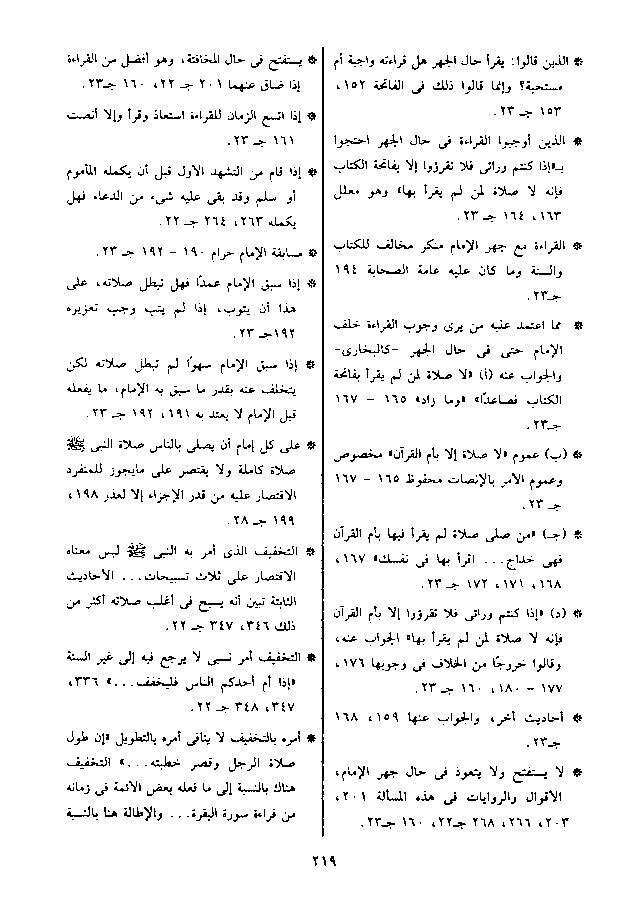 * الذين قالوا: يقرأ حال الجهر هل قراءته واجبة أم
مستحبة؟ وإنما قالوا ذلك فى الفاتحة ١٥٢،
١٥٣ جـ ٢٣.
* الذين أوجبوا القراءة فى حال الجهر احتجوا
بـ«إذا كنتم ورائى فلا تقرؤوا إلا بفاتحة الكتاب
فإنه لا صلاة لمن لم يقرأ بها» وهو معلل
١٦٣، ١٦٤ جـ ٢٣.
* القراءة مع جهر الإمام منكر مخالف للكتاب
والسنة وما كان عليه عامة الصحابة ١٩٤
جـ٢٣.
* مما اعتمد عليه من يرى وجوب القراءة خلف
الإمام حتى فى حال الجهر -كالبخارى-
والجواب عنه (أ) «لا صلاة لمن لم يقرأ بفاتحة
الكتاب فصاعدًا» «وما زاد» ١٦٥ - ١٦٧
جـ٢٣.
* (ب) عموم «لا صلاة إلا بأم القرآن» مخصوص
وعموم الأمر بالإنصات محفوظ ١٦٥ - ١٦٧
جـ ٢٣.
* (جـ) «من صلى صلاة لم يقرأ فيها بأم القرآن
فهى خداج... اقرأ بها فى نفسك» ١٦٧،
١٦٨، ١٧١، ١٧٢ جـ ٢٣.
* (د) «إذا كنتم ورائى فلا تقرؤوا إلا بأم القرآن
فإنه لا صلاة لمن لم يقرأ بها» الجواب عنه،
وقالوا خروجًا من الخلاف فى وجوبها ١٧٦،
١٧٧ - ١٨٠، ١٦٠ جـ ٢٣.
* أحاديث أخر، والجواب عنها ١٥٩، ١٦٨
جـ٢٣.
* لا يستفتح ولا يتعوذ فى حال جهر الإمام،
الأقوال والروايات فى هذه المسألة ٢٠١،
٢٠٣، ٢٦٦، ٢٦٨ جـ٢٢، ١٦٠ جـ٢٣.
* يستفتح فى حال المخافتة، وهو أفضل من القراءة
إذا ضاق عنهما ٢٠١ جـ ٢٢، ١٦٠ جـ٢٣.
* إذا اتسع الزمان للقراءة استعاذ وقرأ وإلا أنصت
١٦١ جـ ٢٣.
* إذا قام من التشهد الأول قبل أن يكمله المأموم
أو سلم وقد بقى عليه شىء من الدعاء فهل
يكمله ٢٦٣، ٢٦٤ جـ ٢٢.
* مسابقة الإمام حرام ١٩٠ - ١٩٢ جـ ٢٣.
* إذا سبق الإمام عمدًا فهل تبطل صلاته، على
هذا أن يتوب، إذا لم يتب وجب تعزيره
١٩٢جـ ٢٣.
* إذا سبق الإمام سهوًا لم تبطل صلاته لكن
يتخلف عنه بقدر ما سبق به الإمام، ما يفعله
قبل الإمام لا يعتد به ١٩١، ١٩٢ جـ ٢٣.
* على كل إمام أن يصلى بالناس صلاة النبى ﷺ
صلاة كاملة ولا يقتصر على مايجوز للمنفرد
الاقتصار عليه من قدر الإجزاء إلا لعذر ١٩٨،
١٩٩ جـ ٢٨.
* التخفيف الذى أمر به النبى ﷺ ليس معناه
الاقتصار على ثلاث تسبيحات... الأحاديث
الثابتة تبين أنه يسبح فى أغلب صلاته أكثر من
ذلك ٣٤٦، ٣٤٧ جـ ٢٢.
* التخفيف أمر نسبى لا يرجع فيه إلى غير السنة
«إذا أم أحدكم الناس فليخفف...» ٣٣٦،
٣٤٧، ٣٤٨ جـ ٢٢.
* أمره بالتخفيف لا ينافى أمره بالتطويل «إن طول
صلاة الرجل وقصر خطبته...» التخفيف
هناك بالنسبة إلى ما فعله بعض الأئمة فى زمانه
من قراءة سورة البقرة... والإطالة هنا بالنسبة
٢١٩